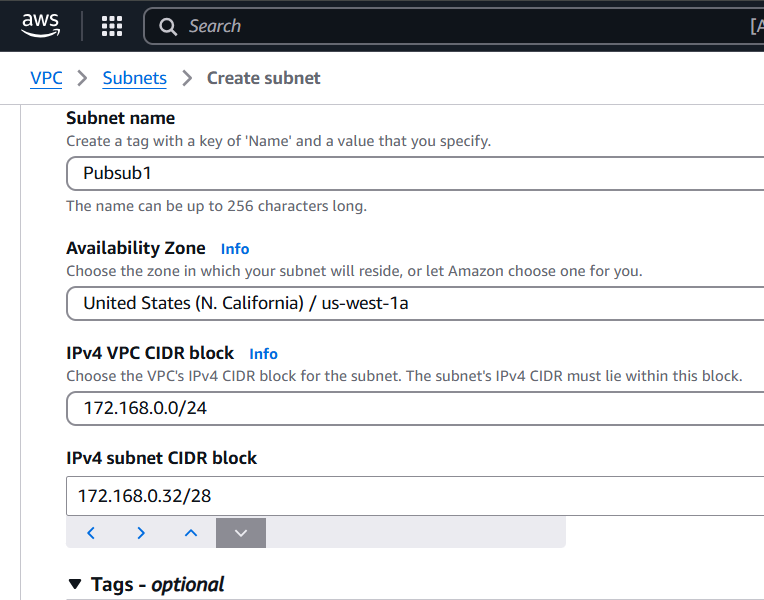 aws
Search
[A
VPC > Subnets > Create subnet
Subnet name
Create a tag with a key of 'Name' and a value that you specify.
Pubsub1
The name can be up to 256 characters long.
Availability Zone Info
Choose the zone in which your subnet will reside, or let Amazon choose one for you.
United States (N. California) / us-west-1a
IPv4 VPC CIDR block Info
Choose the VPC's IPv4 CIDR block for the subnet. The subnet's IPv4 CIDR must lie within this block.
172.168.0.0/24
IPv4 subnet CIDR block
172.168.0.32/28
Tags - optional